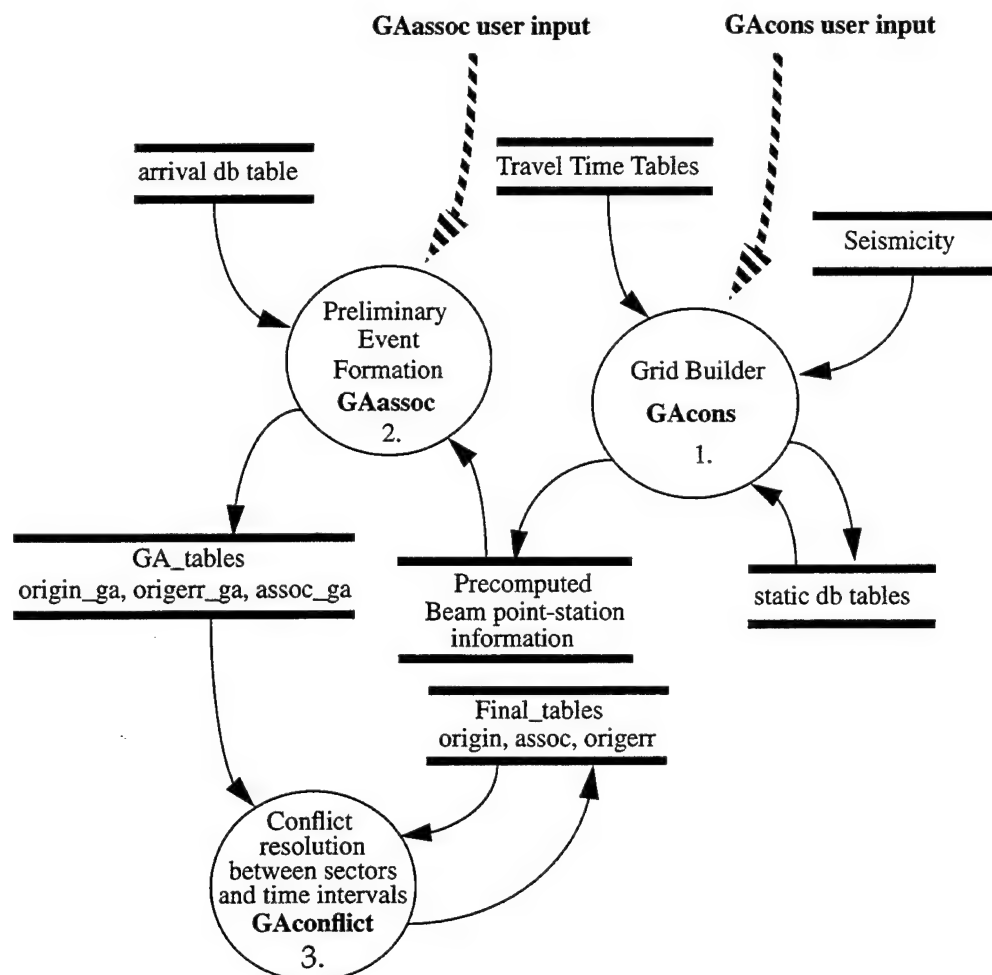 GAassoc user input
GAcons user input
arrival db table
Travel Time Tables
Seismicity
Preliminary
Event
Formation
GAassoc
2.
Grid Builder
GAcons
1.
GA_tables
origin_ga, origerr_ga, assoc_ga
Precomputed
Beam point-station
information
static db tables
Final_tables
origin, assoc, origerr
Conflict
resolution
between sectors
and time intervals
GAconflict
3.